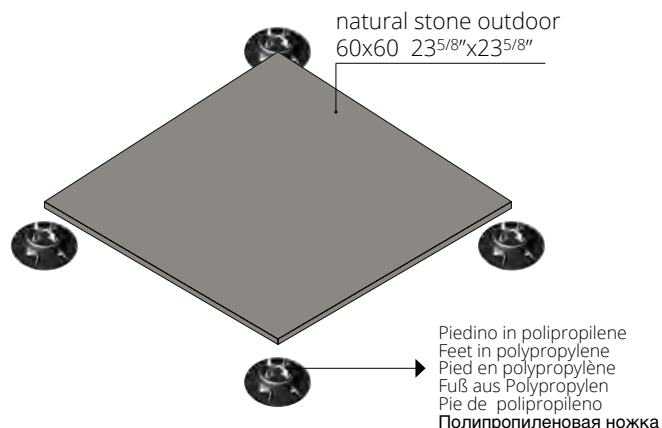 natural stone outdoor
60x60 23⁵/⁸″x23⁵/⁸″
Piedino in polipropilene
Feet in polypropylene
Pied en polypropylène
Fuß aus Polypropylen
Pie de polipropileno
Полипропиленовая ножка